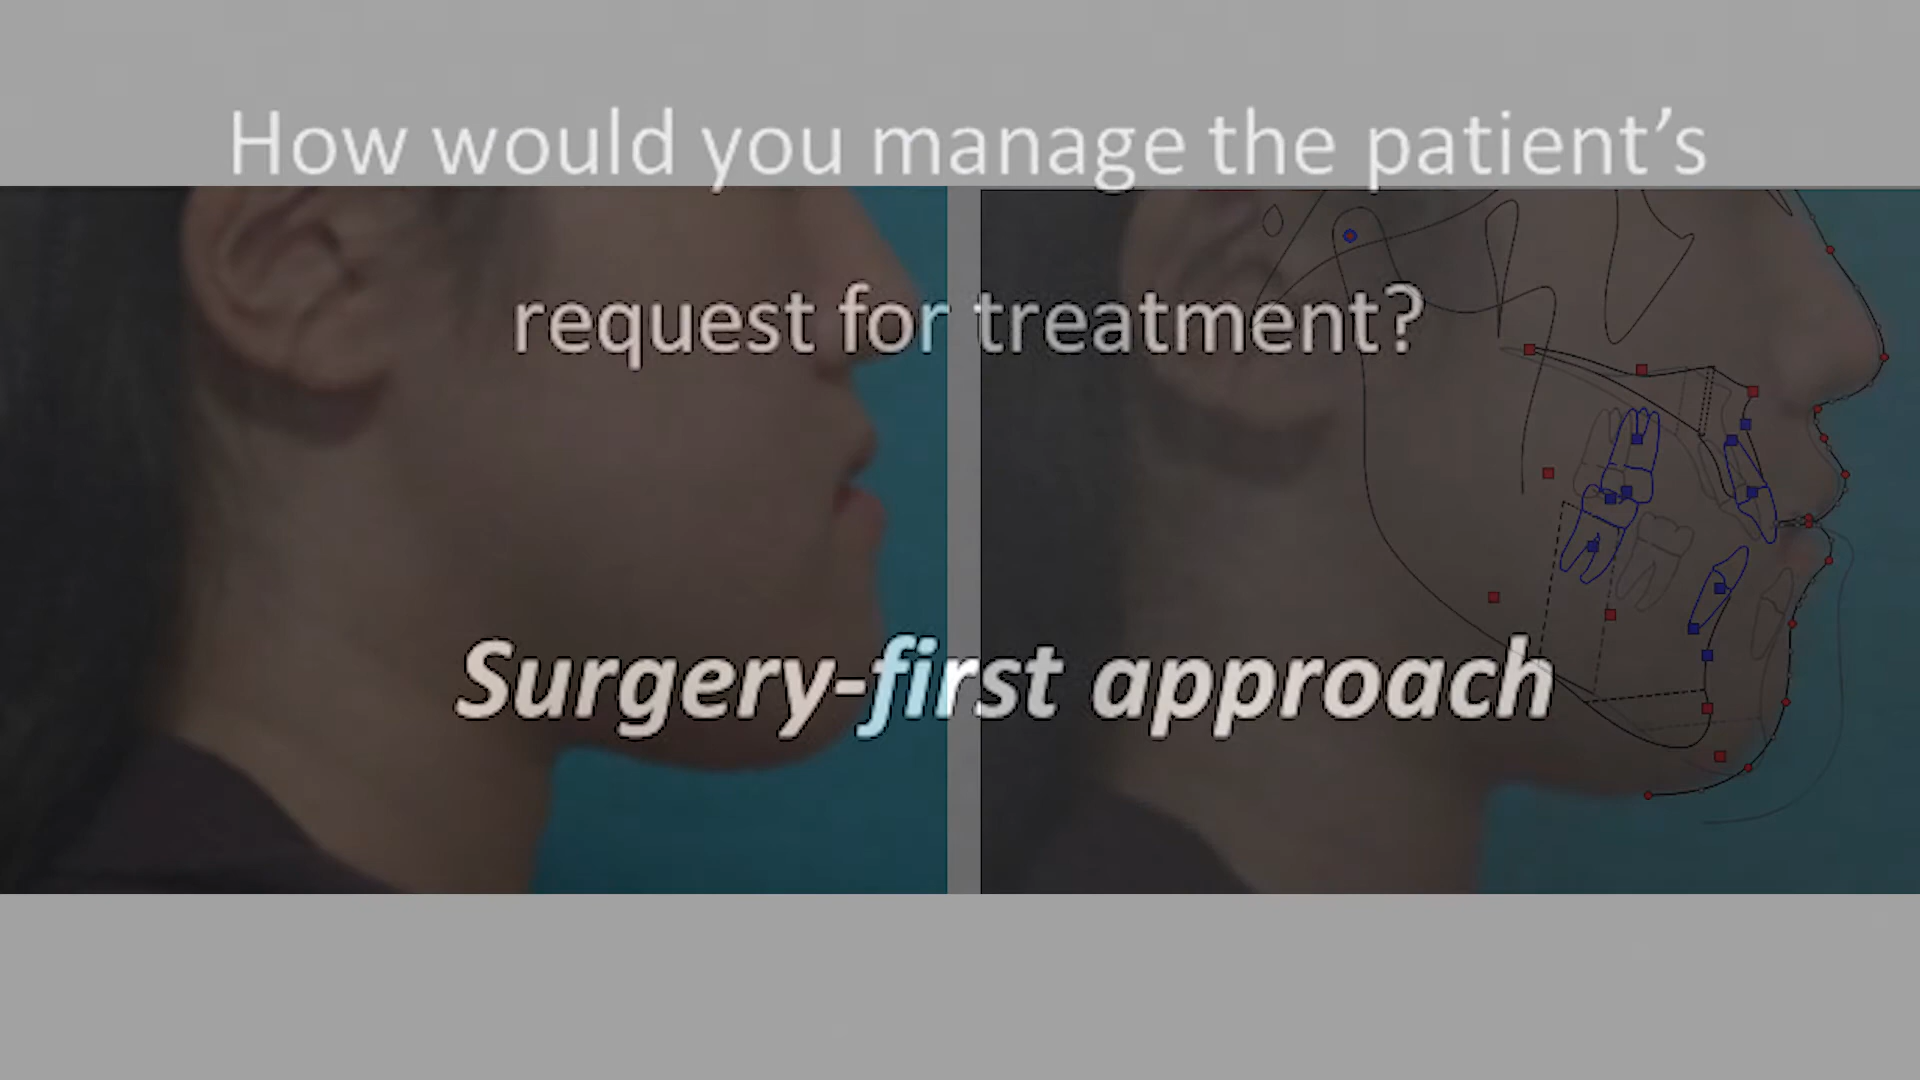 How would you manage the patient’s
request for treatment?
Surgery-first approach